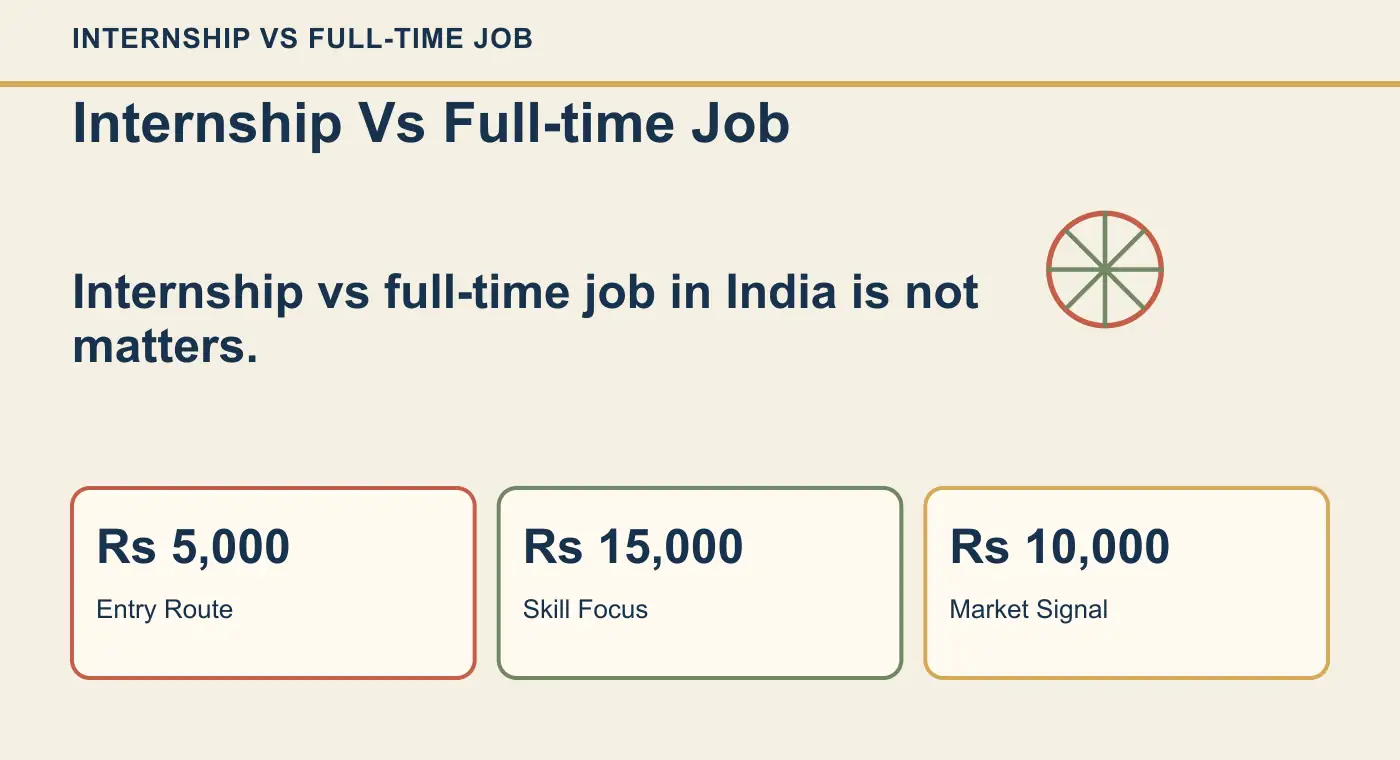 INTERNSHIP VS FULL-TIME JOB
Internship Vs Full-time Job
Internship vs full-time job in India is not
matters.
Rs 5,000
Entry Route
Rs 15,000
Skill Focus
Rs 10,000
Market Signal